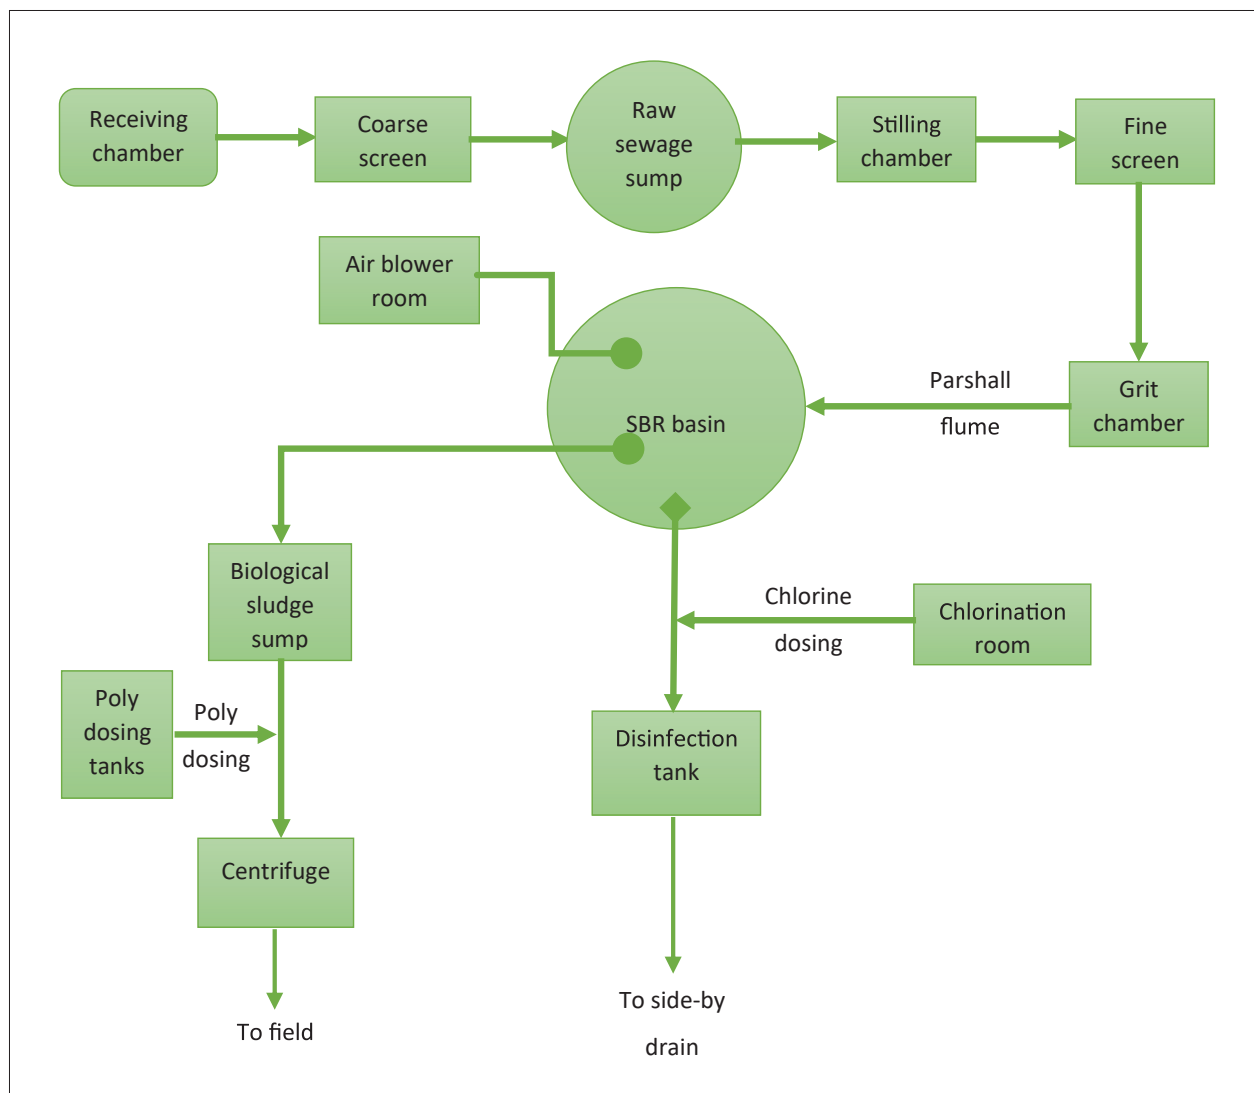 Receiving
chamber
Coarse
screen
Raw
sewage
sump
Stilling
chamber
Fine
screen
Air blower
room
Parshall
flume
Grit
chamber
SBR basin
Biological
sludge
sump
Chlorine
dosing
Chlorination
room
Poly
dosing
tanks
Poly
dosing
Disinfection
tank
Centrifuge
To field
To side-by
drain